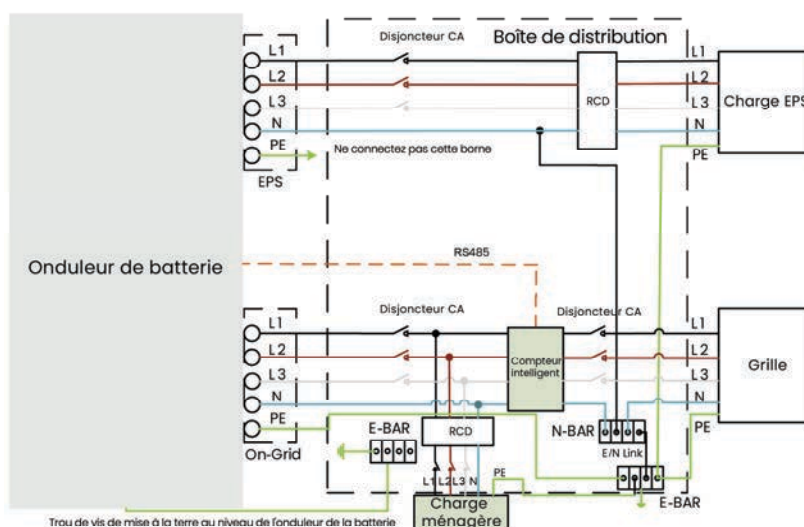 Disjoncteur CA
Boîte de distribution
L1
L2
L3
N
PE
EPS
RCD
L1
L2
L3
N
PE
Charge EPS
Ne connectez pas cette borne
Onduleur de batterie
RS485
Disjoncteur CA
Disjoncteur CA
L1
L2
L3
N
PE
On-Grid
Compteur
intelligent
L1
L2
L3
N
PE
Grille
E-BAR
RCD
N-BAR
E/N Link
L1 L2 L3 N
PE
E-BAR
Charge
ménagère
Trou de vis de mise à la terre au niveau de l'onduleur de la batterie